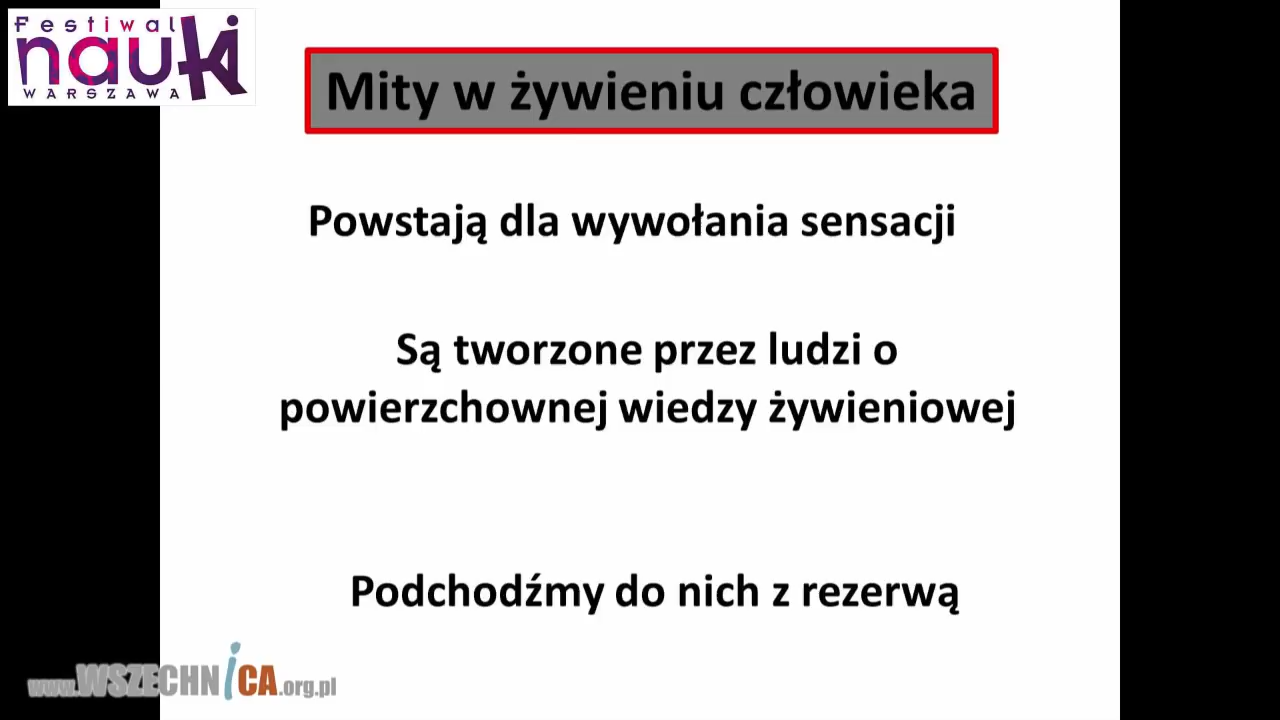 Festiwal
nauki
WARSZAWA
Mity w żywieniu człowieka
Powstają dla wywołania sensacji
Są tworzone przez ludzi o
powierzchownej wiedzy żywieniowej
Podchodźmy do nich z rezerwą
www.WSZECHNiCA.org.pl